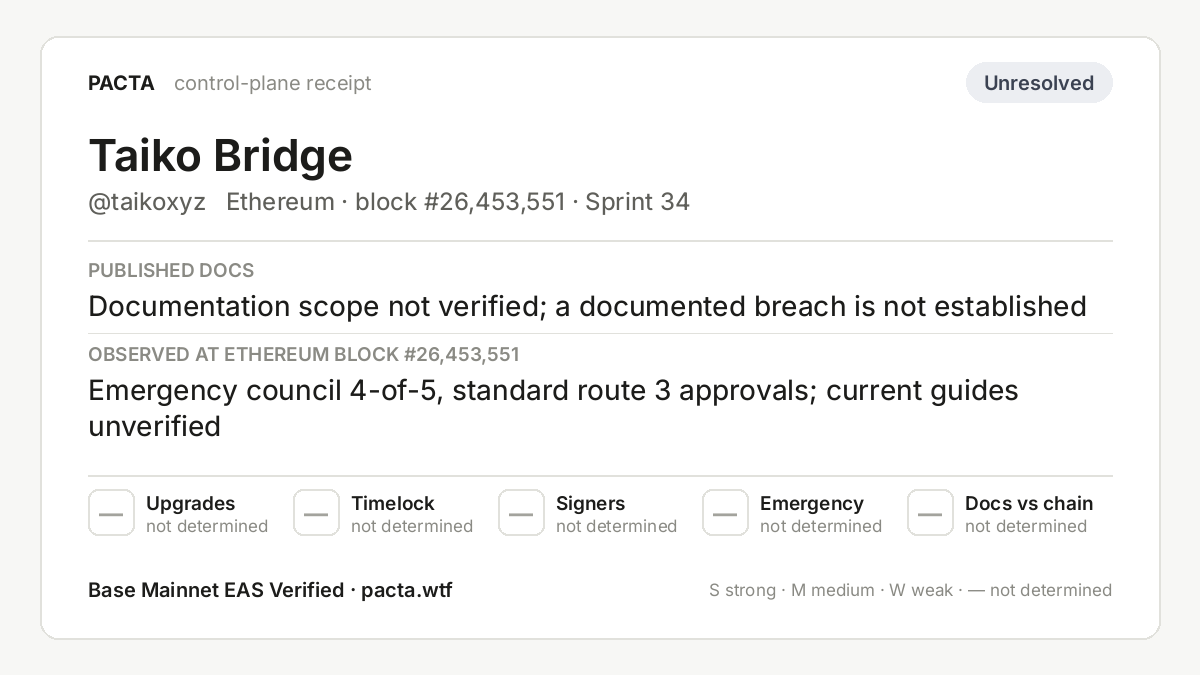 PACTA control-plane receipt
Unresolved
Taiko Bridge
@taikoxyz Ethereum · block #26,453,551 · Sprint 34
PUBLISHED DOCS
Documentation scope not verified; a documented breach is not established
OBSERVED AT ETHEREUM BLOCK #26,453,551
Emergency council 4-of-5, standard route 3 approvals; current guides
unverified
— Upgrades
not determined
— Timelock
not determined
— Signers
not determined
— Emergency
not determined
— Docs vs chain
not determined
Base Mainnet EAS Verified · pacta.wtf
S strong · M medium · W weak · — not determined